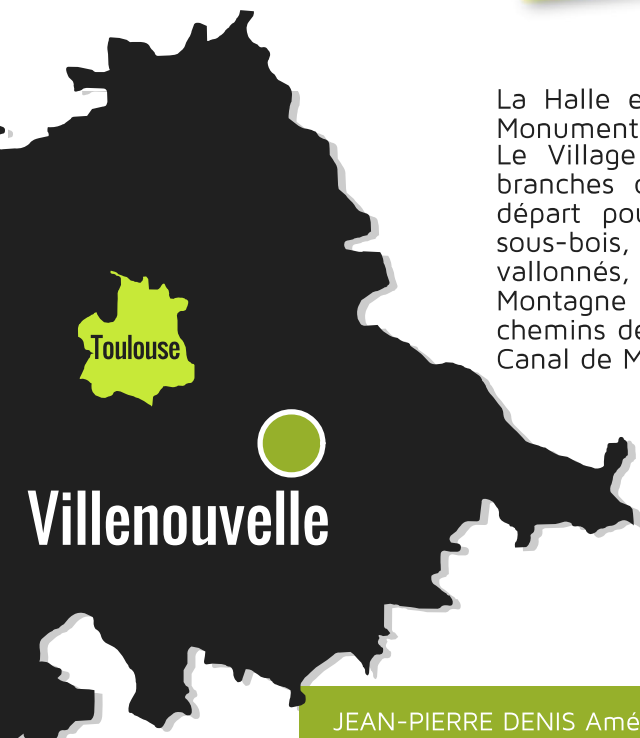 La Halle e
Monument
Le Village
branches
départ pou
sous-bois,
vallonnés,
Montagne
chemins de
Canal de M
Toulouse
Villenouvelle
JEAN-PIERRE DENIS Amé